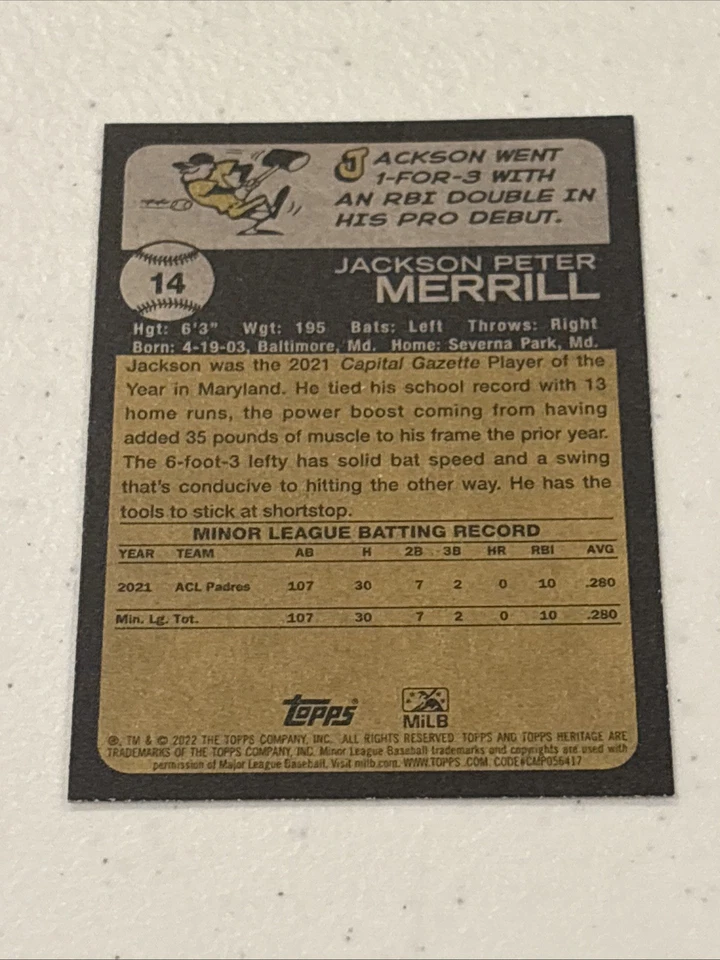 JACKSON WENT
1-FOR-3 WITH
AN RBI DOUBLE IN
HIS PRO DEBUT.
14
JACKSON PETER
MERRILL
Hgt: 6'3" Wgt: 195 Bats: Left Throws: Right
Born: 4-19-03, Baltimore, Md. Home: Severna Park, Md.
Jackson was the 2021 Capital Gazette Player of the
Year in Maryland. He tied his school record with 13
home runs, the power boost coming from having
added 35 pounds of muscle to his frame the prior year.
The 6-foot-3 lefty has solid bat speed and a swing
that's conducive to hitting the other way. He has the
tools to stick at shortstop.
MINOR LEAGUE BATTING RECORD
YEAR TEAM AB H 2B 3B HR RBI AVG
2021 ACL Padres 107 30 7 2 0 10 .280
Min. Lg. Tot. 107 30 7 2 0 10 .280
topps
MiLB
®, TM & © 2022 THE TOPPS COMPANY, INC. ALL RIGHTS RESERVED. TOPPS AND TOPPS HERITAGE ARE
TRADEMARKS OF THE TOPPS COMPANY, INC. Minor League Baseball trademarks and copyrights are used with
permission of Major League Baseball. Visit milb.com. WWW.TOPPS.COM. CODE#CMP056417